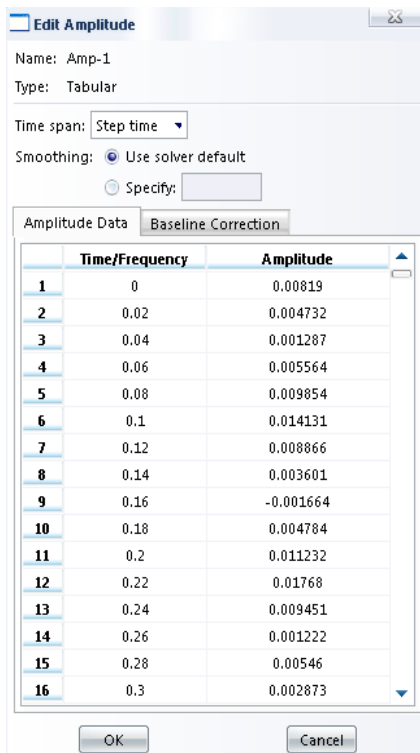 Edit Amplitude
Name: Amp-1
Type: Tabular
Time span: Step time
Smoothing: Use solver default
Specify:
Amplitude Data Baseline Correction
Time/Frequency Amplitude
1 0 0.00819
2 0.02 0.004732
3 0.04 0.001287
4 0.06 0.005564
5 0.08 0.009854
6 0.1 0.014131
7 0.12 0.008866
8 0.14 0.003601
9 0.16 -0.001664
10 0.18 0.004784
11 0.2 0.011232
12 0.22 0.01768
13 0.24 0.009451
14 0.26 0.001222
15 0.28 0.00546
16 0.3 0.002873
OK Cancel